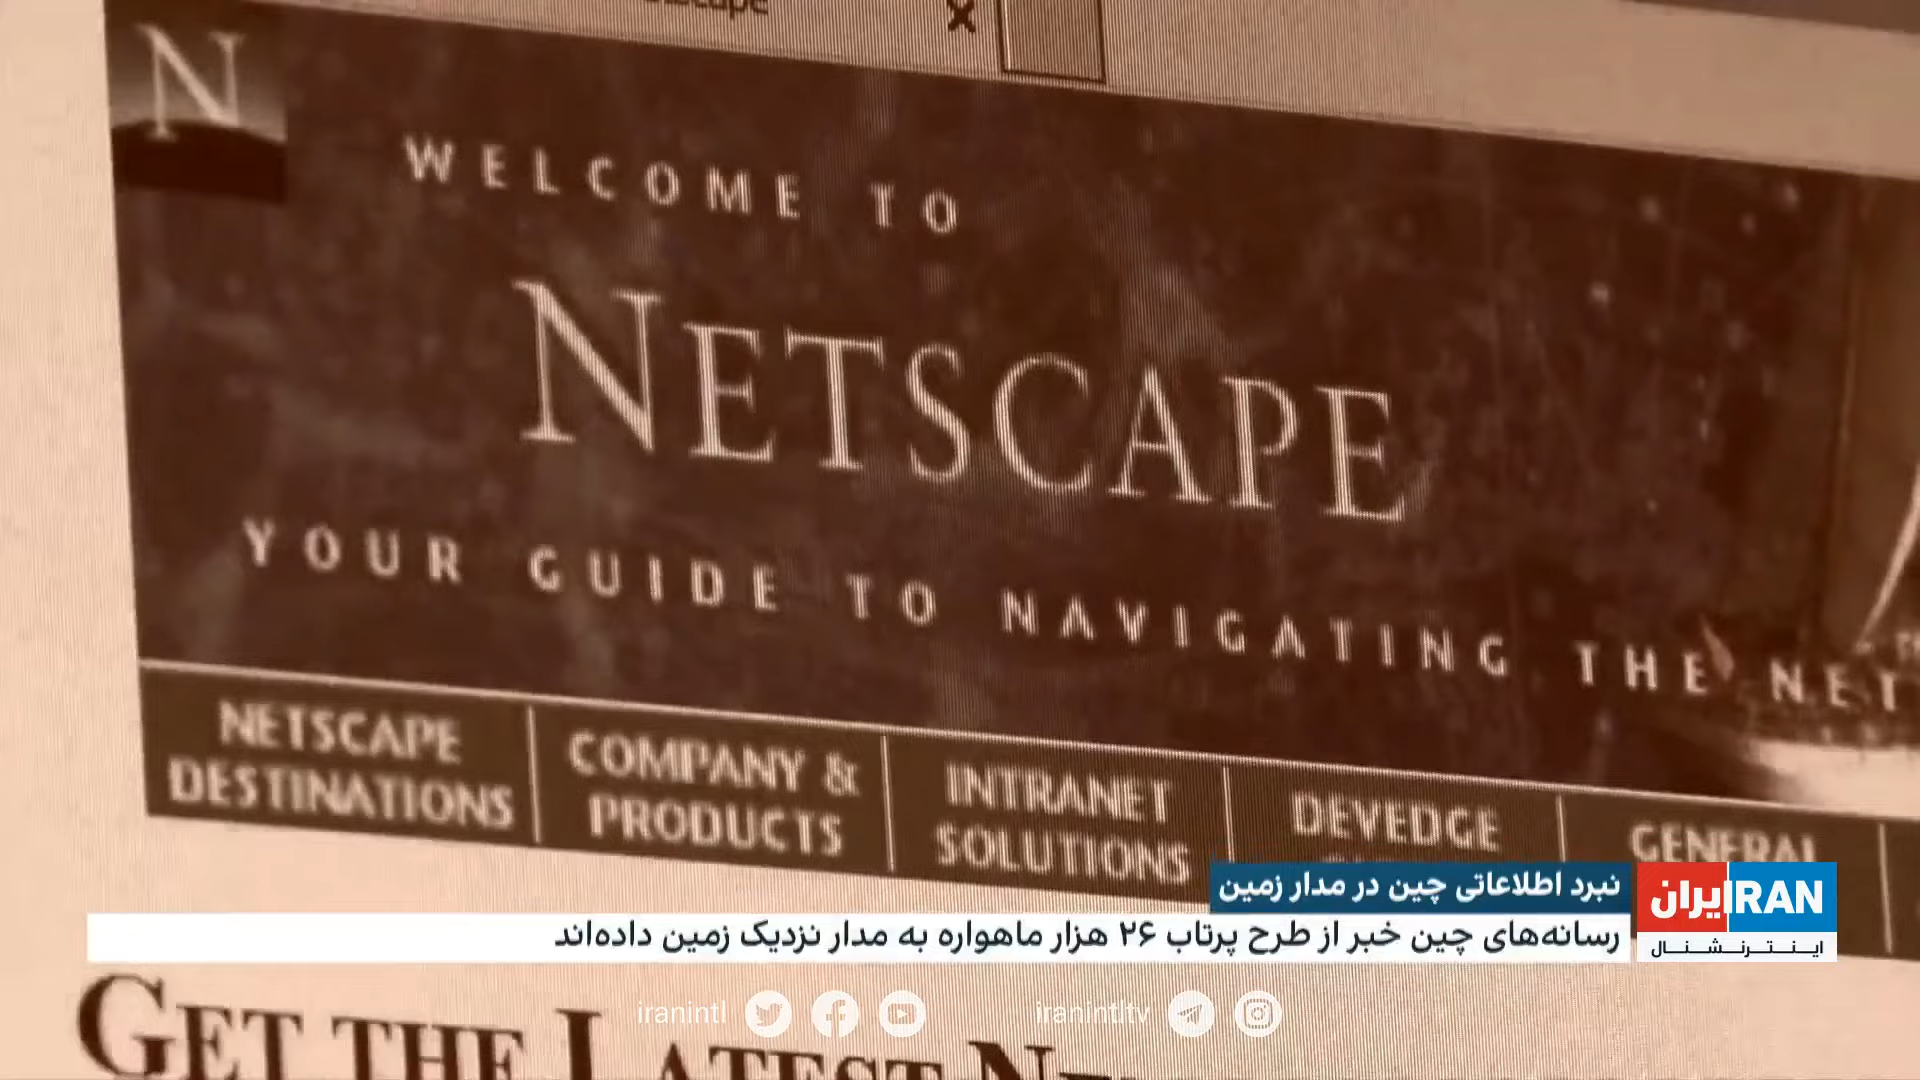 N
WELCOME TO
NETSCAPE
YOUR GUIDE TO NAVIGATING THE NET
NETSCAPE DESTINATIONS
COMPANY & PRODUCTS
INTRANET SOLUTIONS
DEVEDGE
GENERAL
نبرد اطلاعاتی چین در مدار زمین
رسانه‌های چین خبر از طرح پرتاب ۲۶ هزار ماهواره به مدار نزدیک زمین داده‌اند
ایران IRAN
اینترنشنال
GET THE LATEST
iranintl
iranintltv